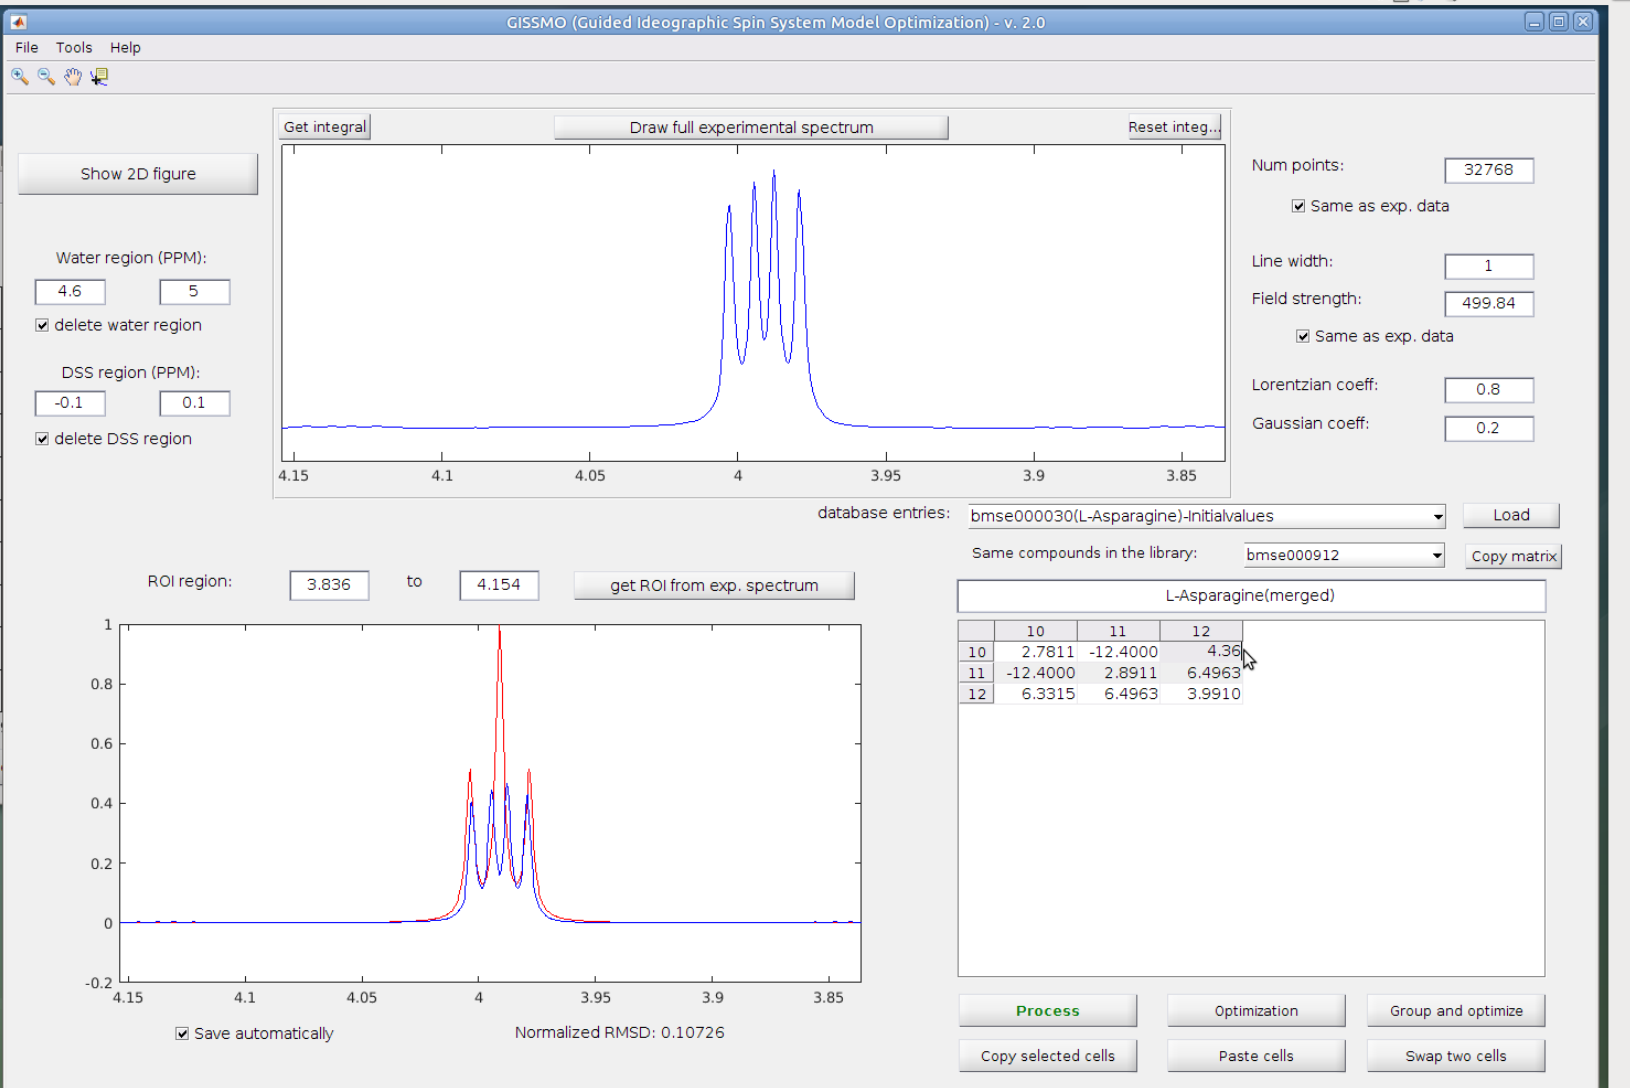 GISSMO (Guided Ideographic Spin System Model Optimization) - v. 2.0
File Tools Help
Get integral
Draw full experimental spectrum
Reset integ...
Show 2D figure
Water region (PPM):
4.6 5
delete water region
DSS region (PPM):
-0.1 0.1
delete DSS region
4.15 4.1 4.05 4 3.95 3.9 3.85
Num points: 32768
Same as exp. data
Line width: 1
Field strength: 499.84
Same as exp. data
Lorentzian coeff: 0.8
Gaussian coeff: 0.2
database entries: bmse000030(L-Asparagine)-Initialvalues Load
Same compounds in the library: bmse000912 Copy matrix
ROI region: 3.836 to 4.154 get ROI from exp. spectrum
L-Asparagine(merged)
10 11 12
10 2.7811 -12.4000 4.36
11 -12.4000 2.8911 6.4963
12 6.3315 6.4963 3.9910
1
0.8
0.6
0.4
0.2
0
-0.2
4.15 4.1 4.05 4 3.95 3.9 3.85
Save automatically
Normalized RMSD: 0.10726
Process Optimization Group and optimize
Copy selected cells Paste cells Swap two cells